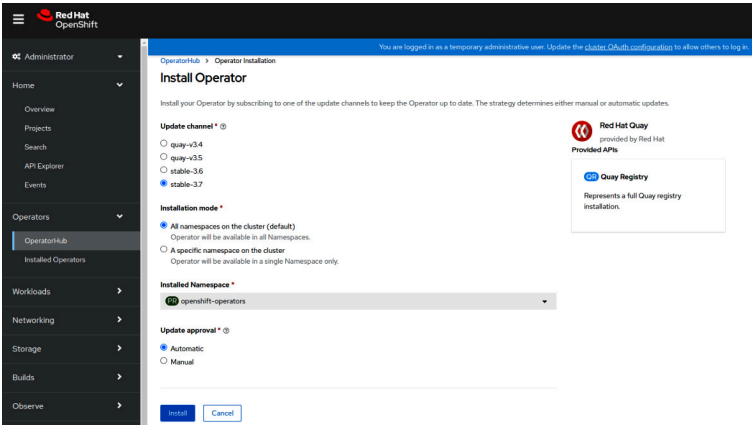 Red Hat
OpenShift
You are logged in as a temporary administrative user. Update the cluster OAuth configuration to allow others to log in.
Administrator
Home
Overview
Projects
Search
API Explorer
Events
Operators
OperatorHub
Installed Operators
Workloads
Networking
Storage
Builds
Observe
OperatorHub > Operator Installation
Install Operator
Install your Operator by subscribing to one of the update channels to keep the Operator up to date. The strategy determines either manual or automatic updates.
Update channel *
quay-v3.4
quay-v3.5
stable-3.6
stable-3.7
Installation mode *
All namespaces on the cluster (default)
Operator will be available in all Namespaces.
A specific namespace on the cluster
Operator will be available in a single Namespace only.
Installed Namespace *
PR openshift-operators
Update approval *
Automatic
Manual
Install Cancel
Red Hat Quay
provided by Red Hat
Provided APIs
QR Quay Registry
Represents a full Quay registry
installation.